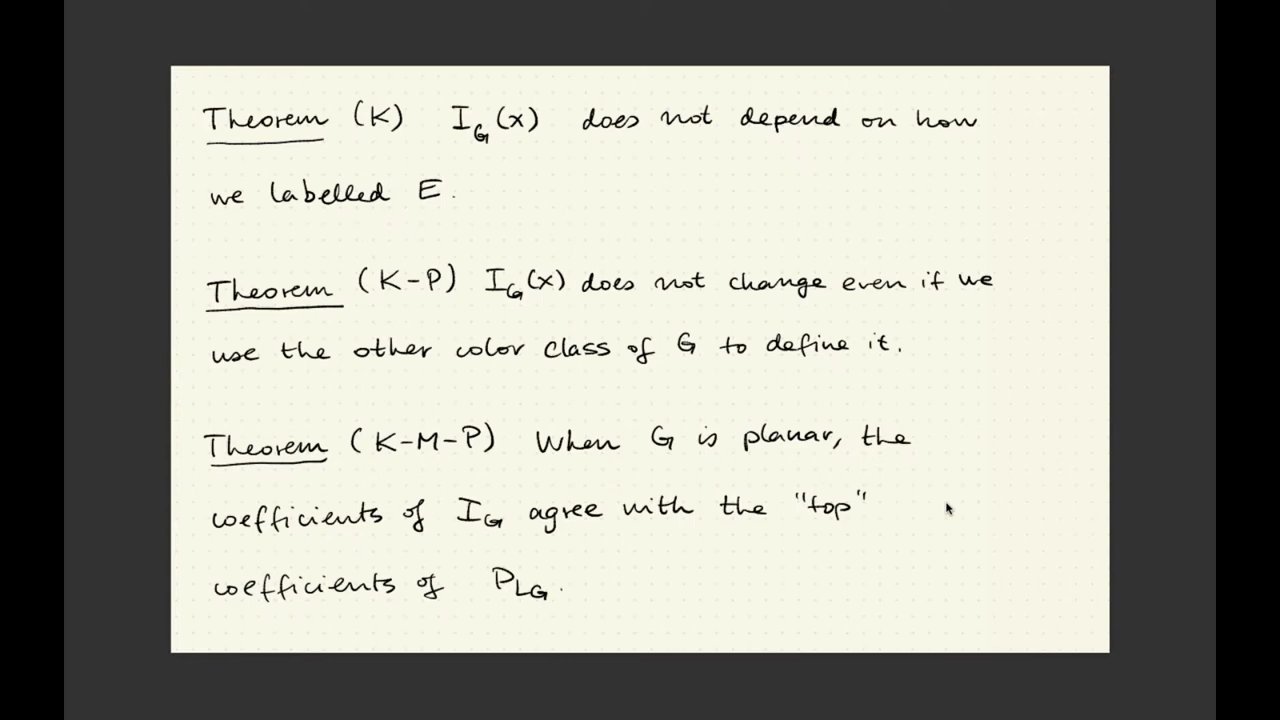 Theorem (K) I_G(x) does not depend on how
we labelled E.
Theorem (K-P) I_G(x) does not change even if we
use the other color class of G to define it.
Theorem (K-M-P) When G is planar, the
coefficients of I_G agree with the "top"
coefficients of P_{L_G}.